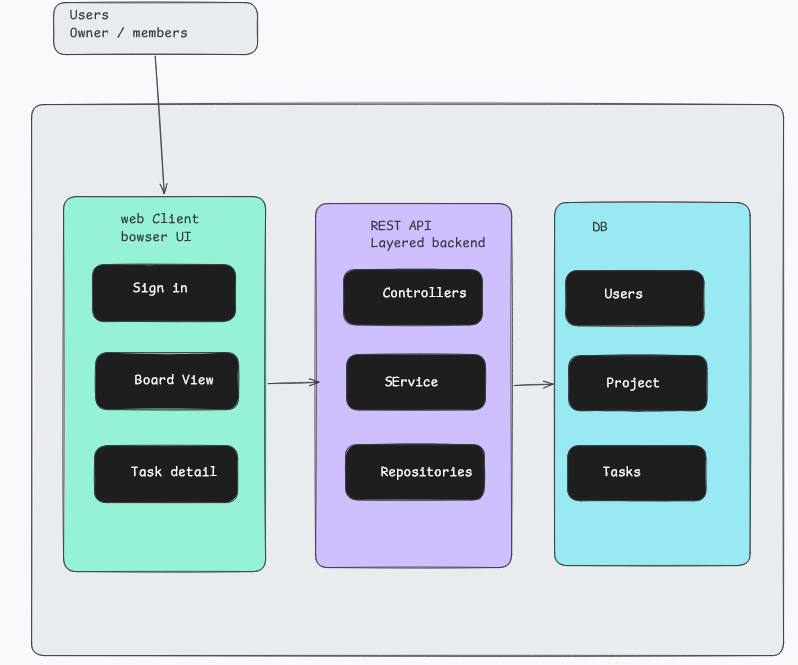 Users
Owner / members
web Client
bowser UI
Sign in
Board View
Task detail
REST API
Layered backend
Controllers
SErvice
Repositories
DB
Users
Project
Tasks